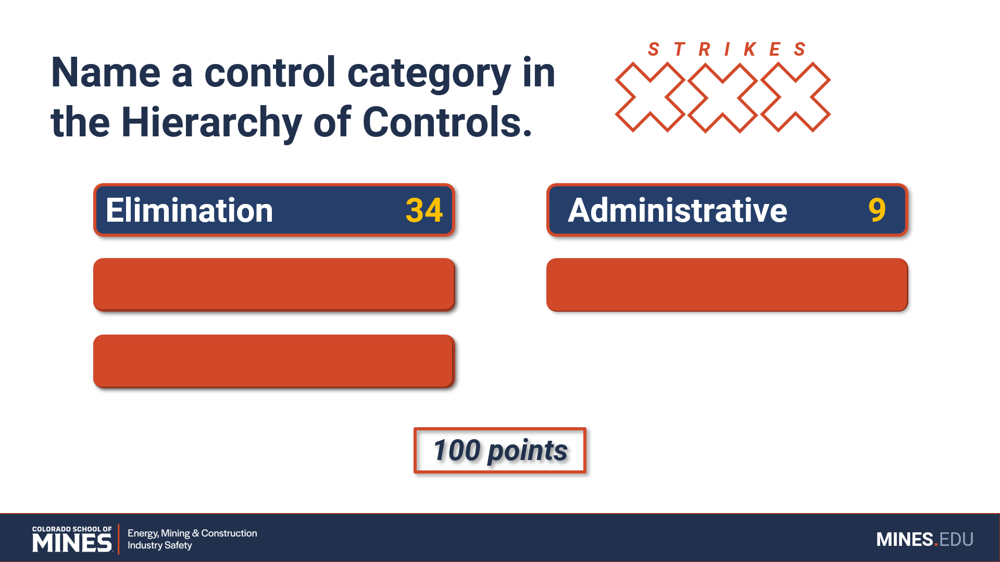 Name a control category in
the Hierarchy of Controls.
STRIKES
Elimination 34
Administrative 9
100 points
COLORADO SCHOOL OF
MINES
Energy, Mining & Construction
Industry Safety
MINES.EDU